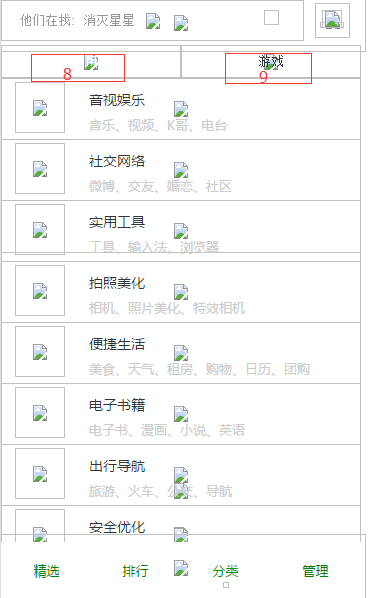 他们在找: 消灭星星
游戏
8 9
音视娱乐
音乐、视频、K哥、电台
社交网络
微博、交友、婚恋、社区
实用工具
工具、输入法、浏览器
拍照美化
相机、照片美化、特效相机
便捷生活
美食、天气、租房、购物、日历、团购
电子书籍
电子书、漫画、小说、英语
出行导航
旅游、火车、公交、导航
安全优化
精选 排行 分类 管理